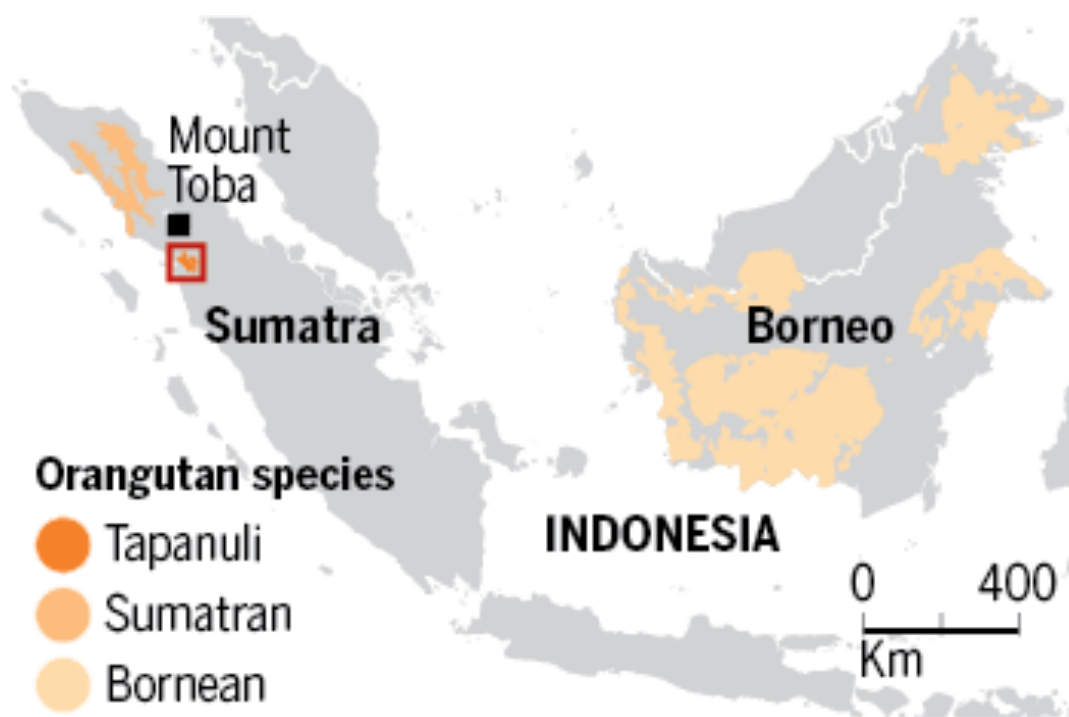 Mount
Toba
Sumatra
Borneo
Orangutan species
Tapanuli
Sumatran
Bornean
INDONESIA
0 400
Km